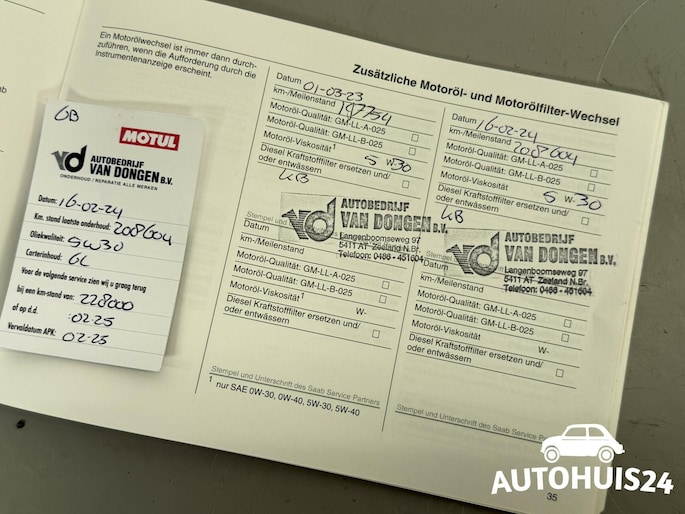 Ein Motorölwechsel ist immer dann durch-
zuführen, wenn die Aufforderung durch die
Instrumentenanzeige erscheint.
Zusätzliche Motoröl- und Motorölfilter-Wechsel
Datum 01-03-23
km-/Meilenstand 197754
Motoröl-Qualität: GM-LL-A-025
Motoröl-Qualität: GM-LL-B-025
Motoröl-Viskosität¹ 5 W-30
Diesel Kraftstofffilter ersetzen und/
oder entwässern
GB
AUTOBEDRIJF
VAN DONGEN B.V.
Langenboomseweg 97
5411 AT Zeeland N.Br.
Telefoon: 0486 - 451604
Stempel und
Datum
km-/Meilenstand
Motoröl-Qualität: GM-LL-A-025
Motoröl-Qualität: GM-LL-B-025
Motoröl-Viskosität¹ W-
Diesel Kraftstofffilter ersetzen und/
oder entwässern
Stempel und Unterschrift des Saab Service Partners
¹ nur SAE 0W-30, 0W-40, 5W-30, 5W-40
Datum 16-02-24
km-/Meilenstand 208604
Motoröl-Qualität: GM-LL-A-025
Motoröl-Qualität: GM-LL-B-025
Motoröl-Viskosität 5 W-30
Diesel Kraftstofffilter ersetzen und/
oder entwässern
GB
AUTOBEDRIJF
VAN DONGEN B.V.
Langenboomseweg 97
5411 AT Zeeland N.Br.
Telefoon: 0486 - 451604
Motoröl-Qualität: GM-LL-A-025
Motoröl-Qualität: GM-LL-B-025
Motoröl-Viskosität W-
Diesel Kraftstofffilter ersetzen und/
oder entwässern
Stempel und Unterschrift des Saab Service Partners
35
GB
MOTUL
vd AUTOBEDRIJF
VAN DONGEN B.V.
ONDERHOUD / REPARATIE ALLE MERKEN
Datum: 16-02-24
Km. stand laatste onderhoud: 208604
Oliekwaliteit: 5W30
Carterinhoud: 6L
Voor de volgende service zien wij u graag terug
bij een km-stand van: 228000
of op d.d. 02-25
Vervaldatum APK: 02-25
AUTOHUIS24